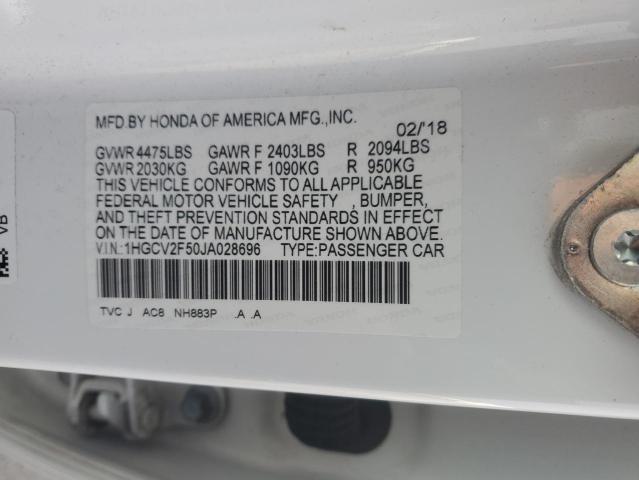 MFD.BY HONDA OF AMERICA MFG.,INC.
02/'18
GVWR 4475LBS GAWR F 2403LBS R 2094LBS
GVWR 2030KG GAWR F 1090KG R 950KG
THIS VEHICLE CONFORMS TO ALL APPLICABLE
FEDERAL MOTOR VEHICLE SAFETY , BUMPER,
AND THEFT PREVENTION STANDARDS IN EFFECT
ON THE DATE OF MANUFACTURE SHOWN ABOVE.
V.I.N.:1HGCV2F50JA028696 TYPE:PASSENGER CAR
TVC J AC8 NH883P .A .A
VB